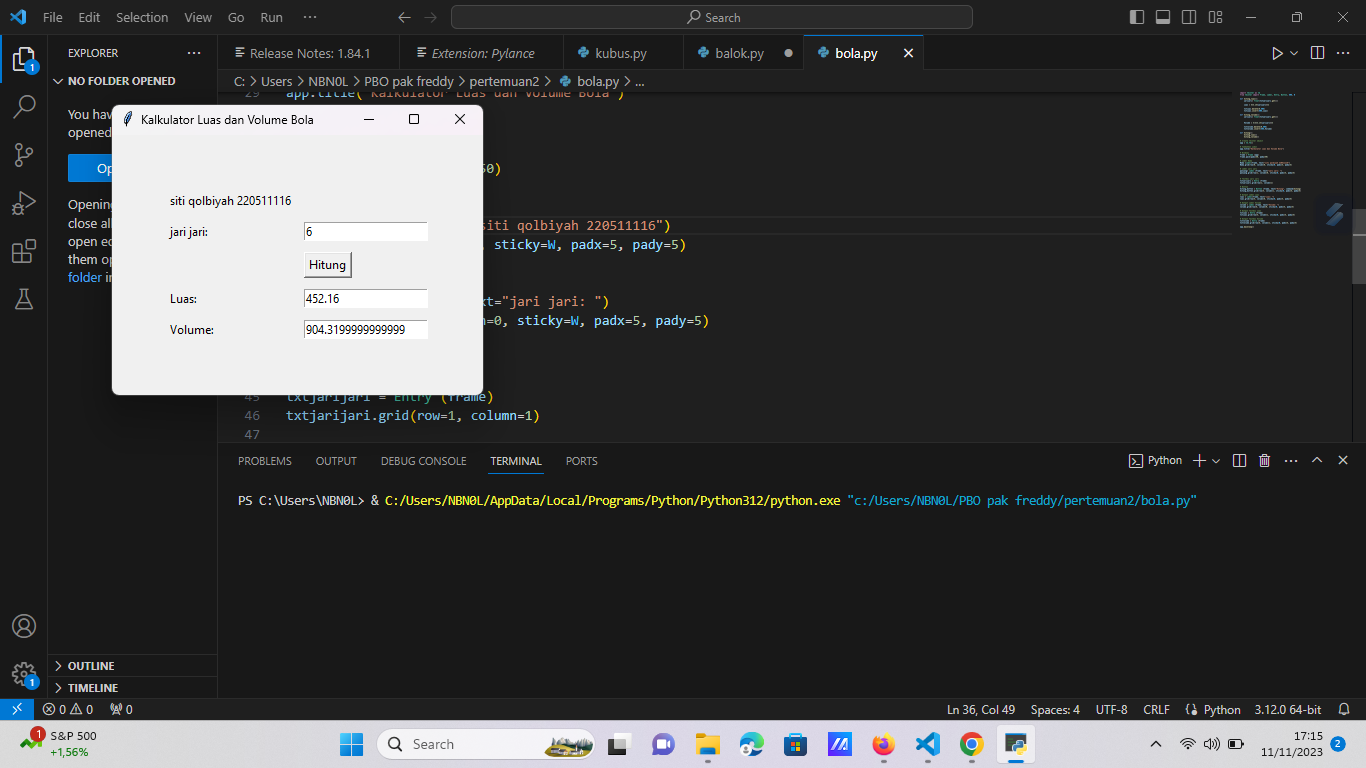 File Edit Selection View Go Run ··· Search
EXPLORER ···
Release Notes: 1.84.1 Extension: Pylance kubus.py balok.py bola.py
NO FOLDER OPENED
C: > Users > NBN0L > PBO pak freddy > pertemuan2 > bola.py > ...
29 app.title("Kalkulator Luas dan Volume Bola")
You hav
opened
Op
Opening
close all
open ed
them op
folder in
Kalkulator Luas dan Volume Bola
siti qolbiyah 220511116
jari jari: 6
Hitung
Luas: 452.16
Volume: 904.3199999999999
50)
siti qolbiyah 220511116")
, sticky=W, padx=5, pady=5)
xt="jari jari: ")
n=0, sticky=W, padx=5, pady=5)
45 txtjarijari = Entry (frame)
46 txtjarijari.grid(row=1, column=1)
47
PROBLEMS OUTPUT DEBUG CONSOLE TERMINAL PORTS
Python
PS C:\Users\NBN0L> & C:/Users/NBN0L/AppData/Local/Programs/Python/Python312/python.exe "c:/Users/NBN0L/PBO pak freddy/pertemuan2/bola.py"
OUTLINE
TIMELINE
0 0 0 Ln 36, Col 49 Spaces: 4 UTF-8 CRLF Python 3.12.0 64-bit
1 S&P 500
+1,56%
Search
17:15
11/11/2023 2